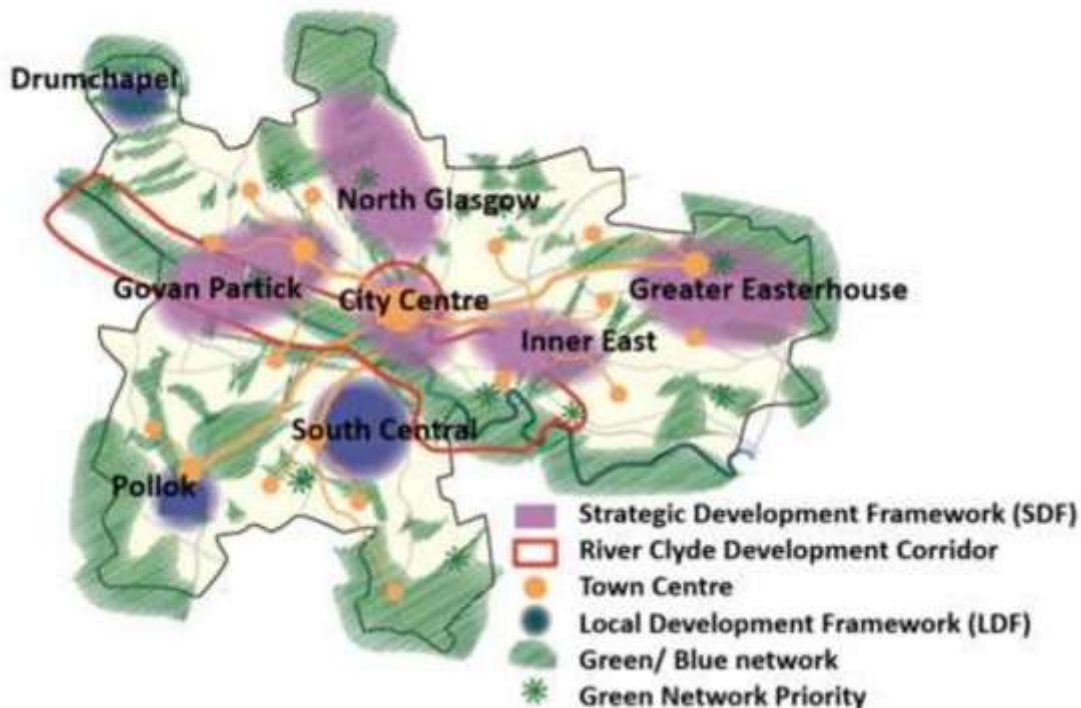 Drumchapel
North Glasgow
Govan Partick
City Centre
Greater Easterhouse
Inner East
South Central
Pollok
Strategic Development Framework (SDF)
River Clyde Development Corridor
Town Centre
Local Development Framework (LDF)
Green/ Blue network
Green Network Priority